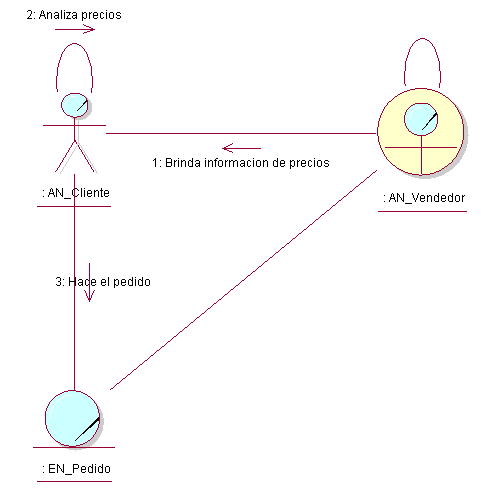 2: Analiza precios
1: Brinda informacion de precios
: AN_Cliente
: AN_Vendedor
3: Hace el pedido
: EN_Pedido